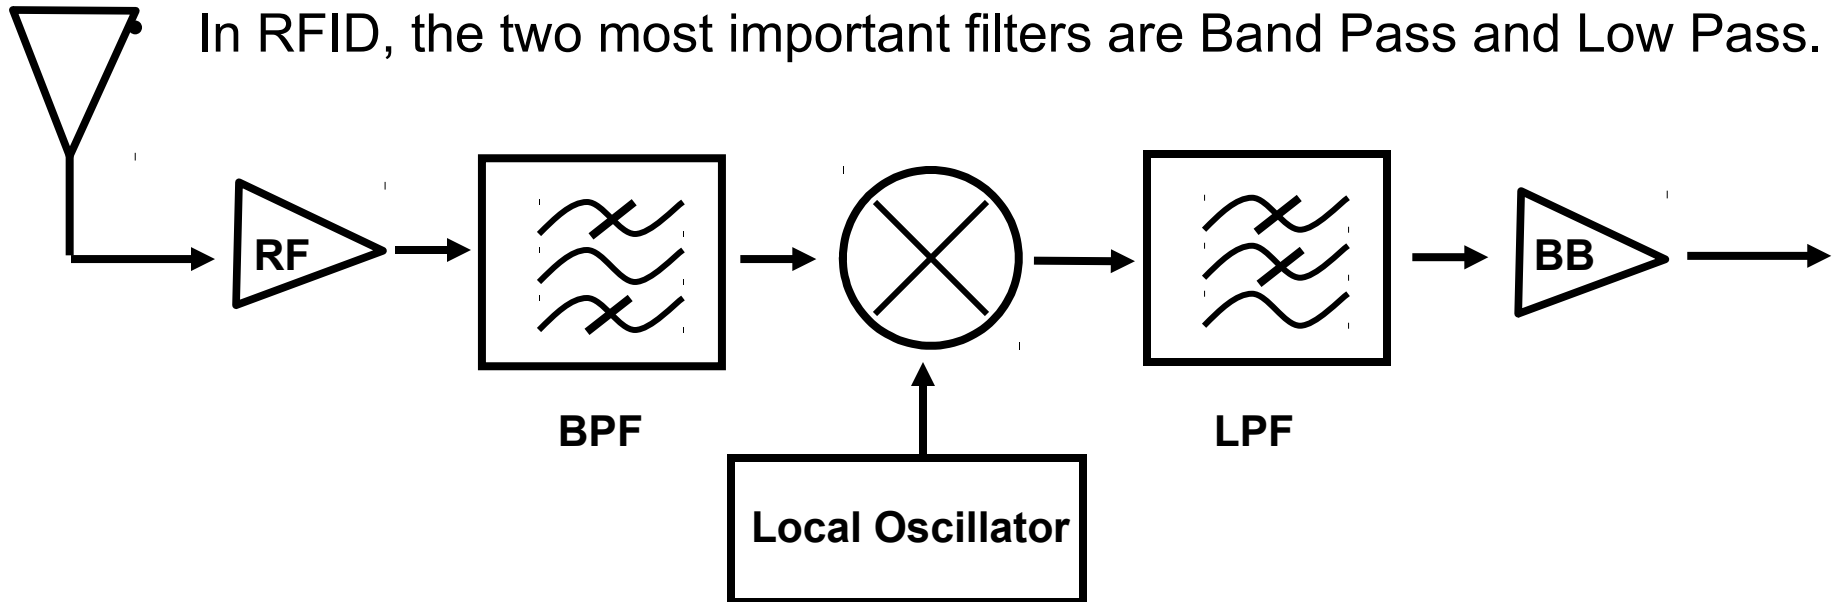 • In RFID, the two most important filters are Band Pass and Low Pass.
RF
BB
BPF
LPF
Local Oscillator